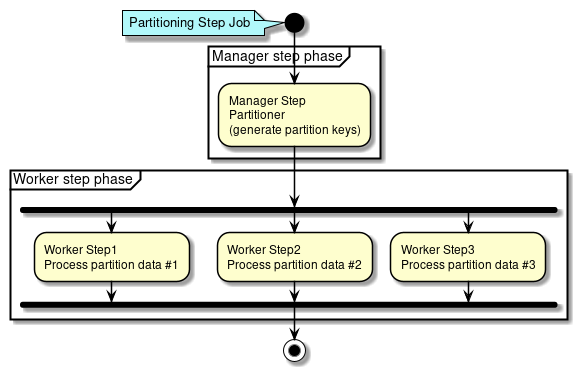 Partitioning Step Job
Manager step phase
Manager Step
Partitioner
(generate partition keys)
Worker step phase
Worker Step1
Process partition data #1
Worker Step2
Process partition data #2
Worker Step3
Process partition data #3